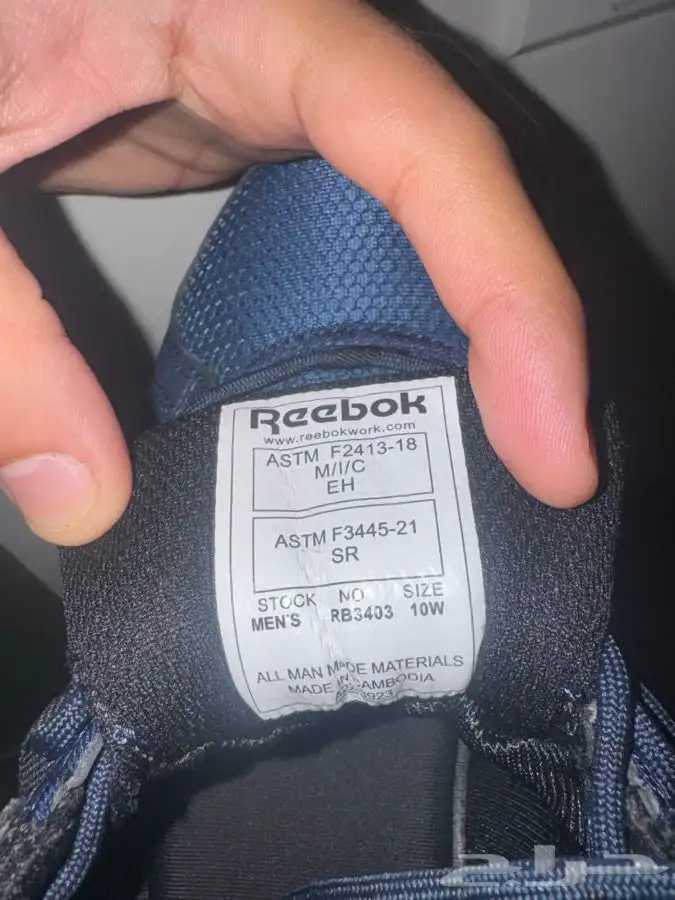 Reebok
www.reebokwork.com
ASTM F2413-18
M/I/C
EH
ASTM F3445-21
SR
STOCK NO SIZE
MEN'S RB3403 10W
ALL MAN MADE MATERIALS
MADE IN CAMBODIA
حراج